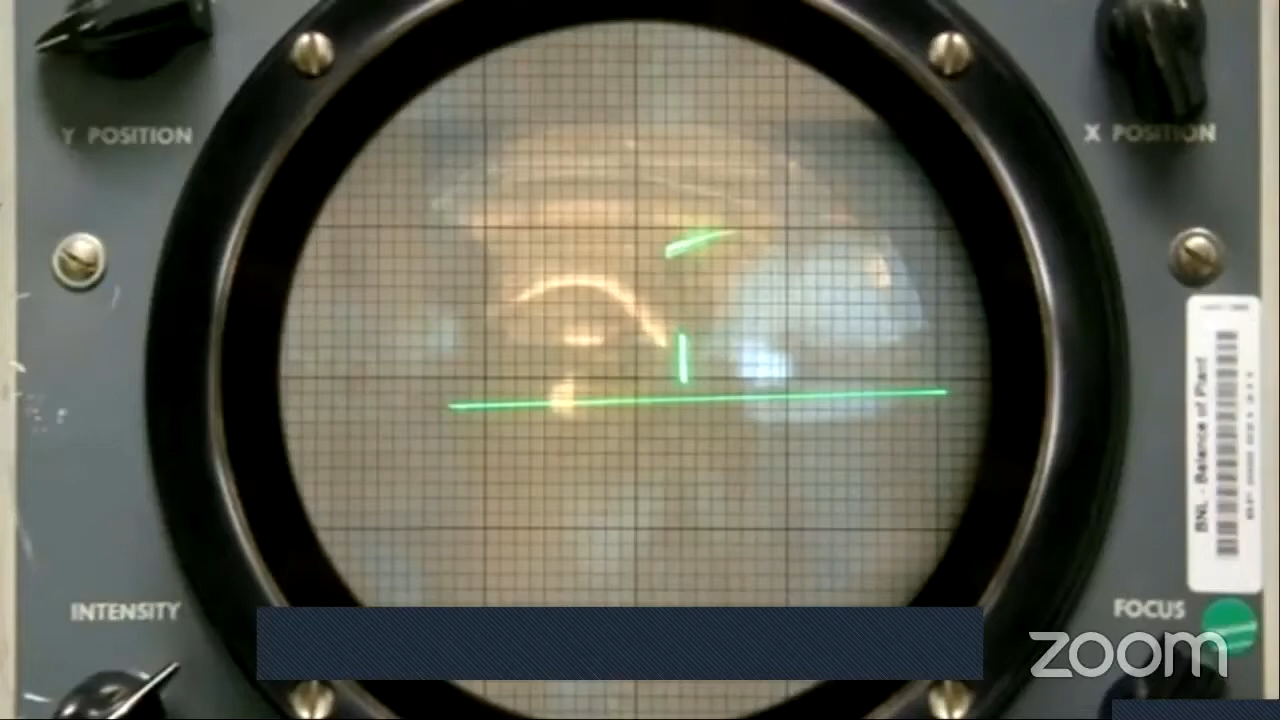 Y POSITION
X POSITION
BNL - Balance of Plant
INTENSITY
FOCUS
zoom